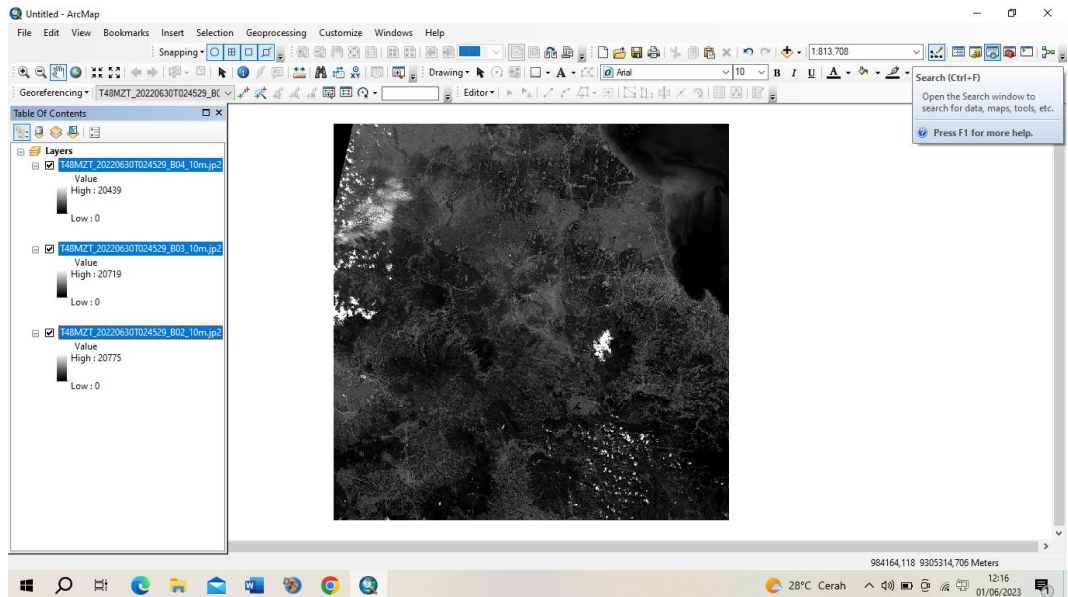 Untitled - ArcMap
File Edit View Bookmarks Insert Selection Geoprocessing Customize Windows Help
Snapping 1:813.708
Drawing Arial 10 B I U A
Georeferencing T48MZT_20220630T024529_BC Editor
Search (Ctrl+F)
Open the Search window to
search for data, maps, tools, etc.
Press F1 for more help.
Table Of Contents
Layers
T48MZT_20220630T024529_B04_10m.jp2
Value
High : 20439
Low : 0
T48MZT_20220630T024529_B03_10m.jp2
Value
High : 20719
Low : 0
T48MZT_20220630T024529_B02_10m.jp2
Value
High : 20775
Low : 0
984164,118 9305314,706 Meters
28°C Cerah 12:16
01/06/2023